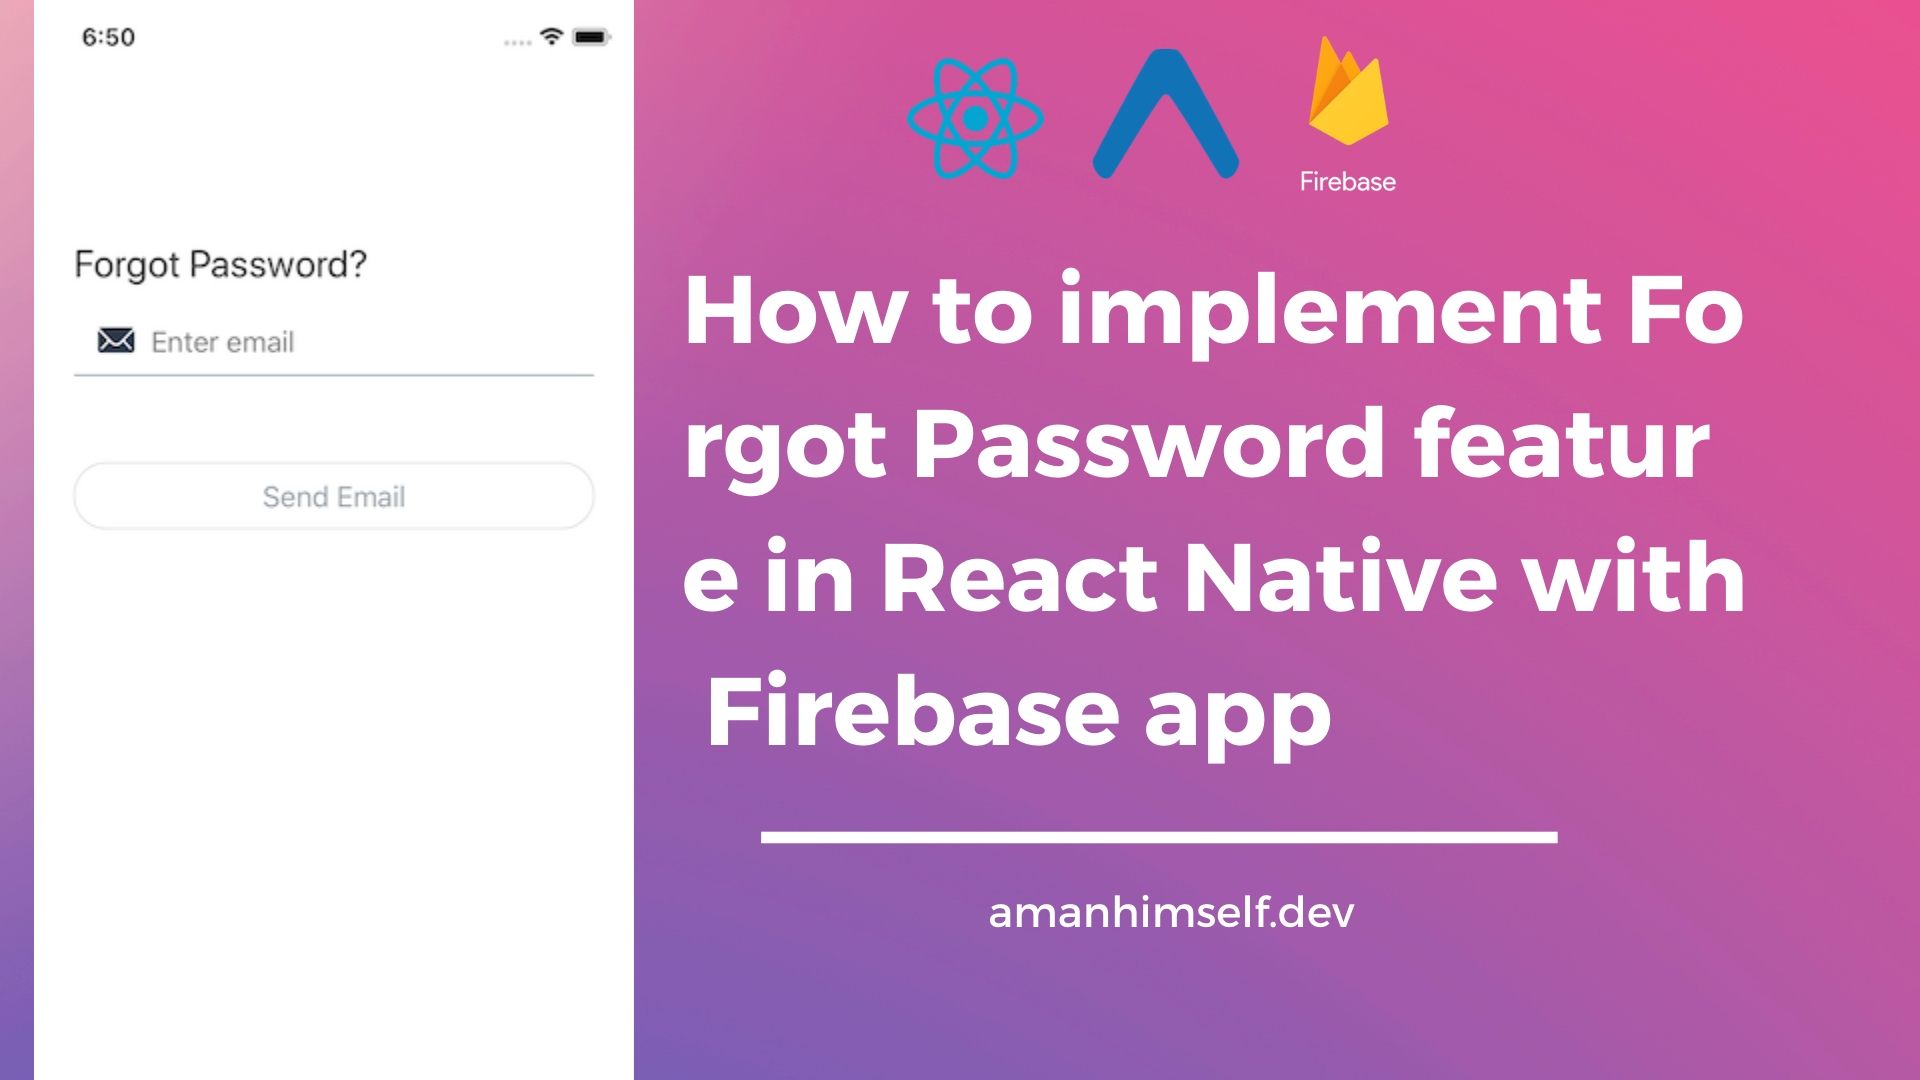 6:50
Forgot Password?
Enter email
Send Email
Firebase
How to implement Fo
rgot Password featur
e in React Native with
Firebase app
amanhimself.dev